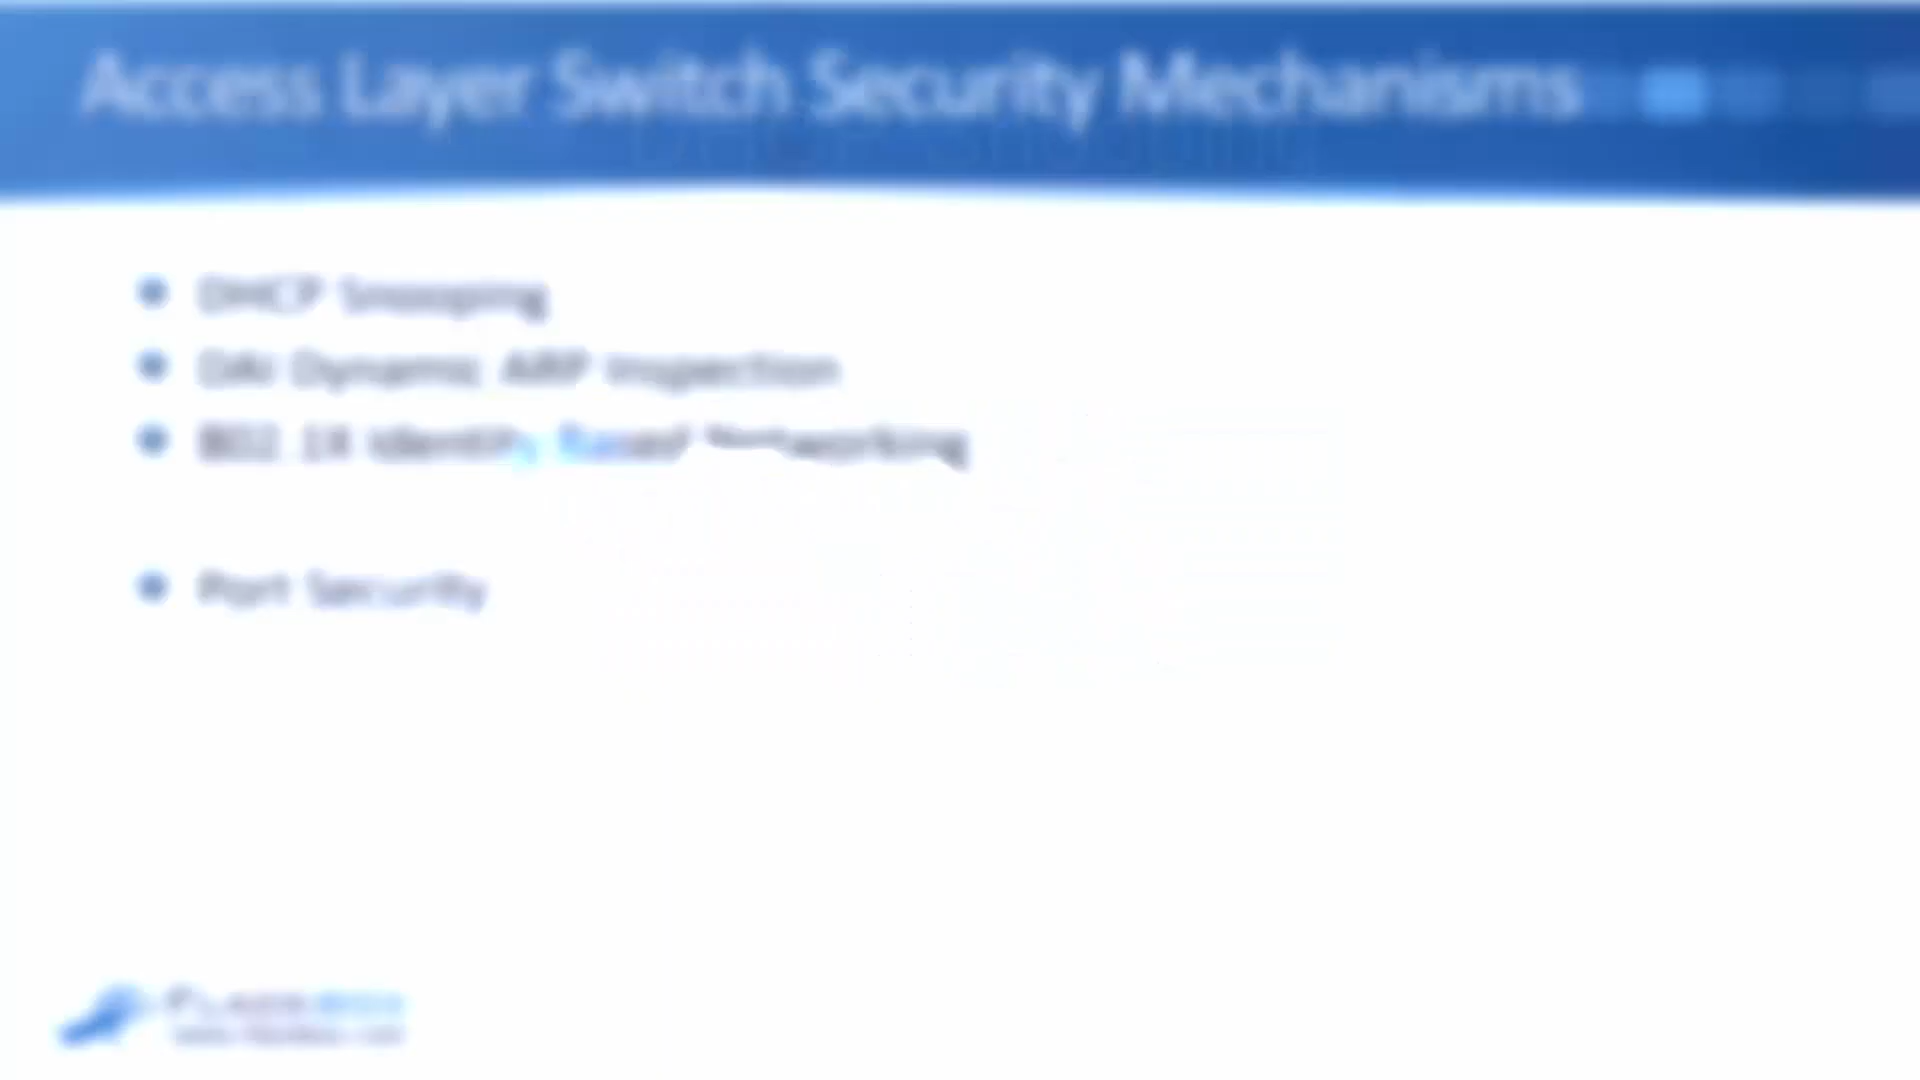 Access Layer Switch Security Mechanisms
DHCP Snooping
DAI Dynamic ARP Inspection
802.1X Identity Based Networking
Port Security